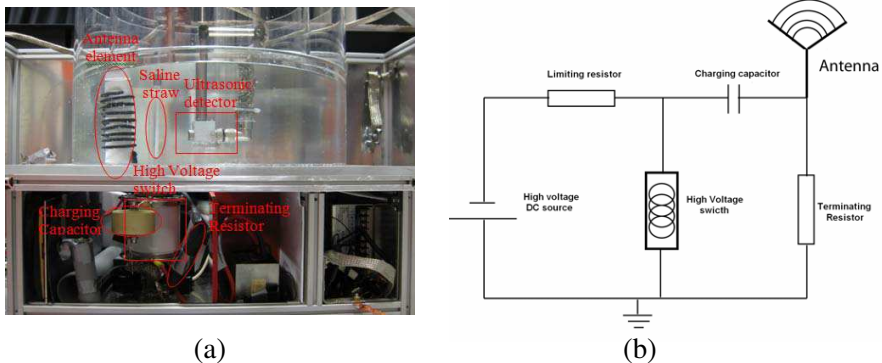 Antenna
element
Saline
straw
Ultrasonic
detector
High Voltage
switch
Charging
Capacitor
Terminating
Resistor
(a)
Limiting resistor
Charging capacitor
Antenna
High voltage
DC source
High Voltage
swicth
Terminating
Resistor
(b)